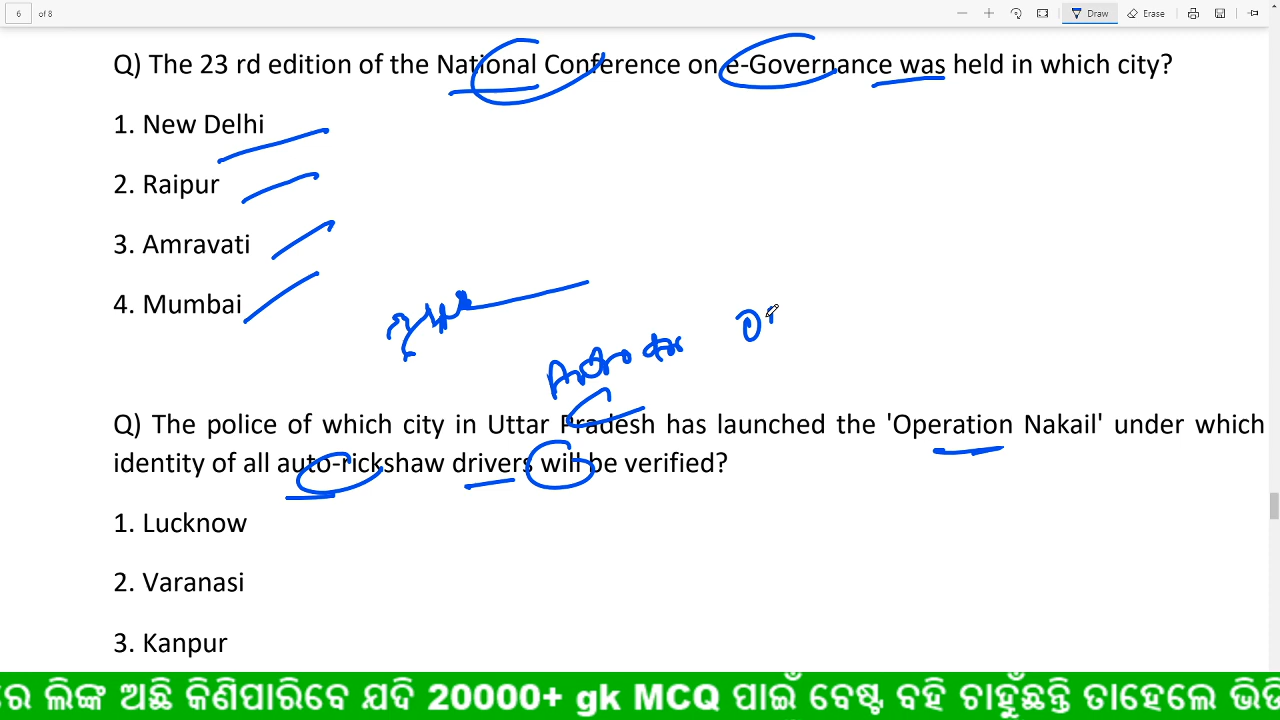 6 of 8 Draw Erase
Q) The 23 rd edition of the National Conference on e-Governance was held in which city?
1. New Delhi
2. Raipur
3. Amravati
4. Mumbai
Q) The police of which city in Uttar Pradesh has launched the 'Operation Nakail' under which
identity of all auto-rickshaw drivers will be verified?
1. Lucknow
2. Varanasi
3. Kanpur
ରେ ଲିଙ୍କ ଅଛି କିଣିପାରିବେ ଯଦି 20000+ gk MCQ ପାଇଁ ବେଷ୍ଟ ବହି ଚାହୁଁଛନ୍ତି ତାହେଲେ ଭିଡି